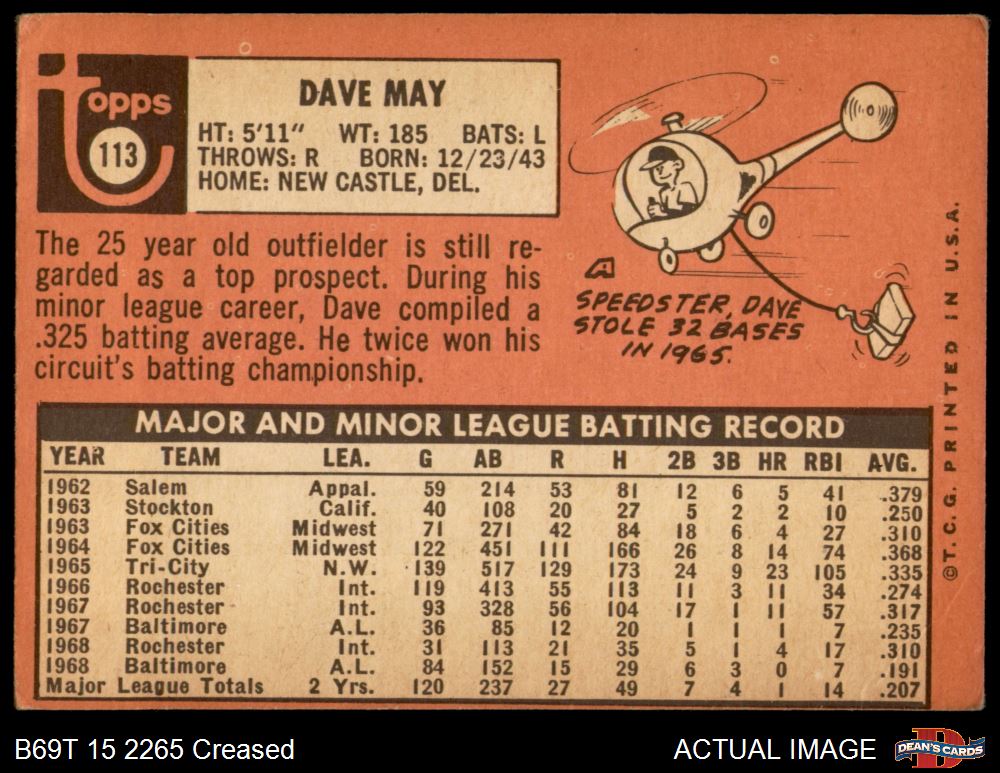 Topps
113
DAVE MAY
HT: 5'11" WT: 185 BATS: L
THROWS: R BORN: 12/23/43
HOME: NEW CASTLE, DEL.
The 25 year old outfielder is still re-
garded as a top prospect. During his
minor league career, Dave compiled a
.325 batting average. He twice won his
circuit's batting championship.
A
SPEEDSTER, DAVE
STOLE 32 BASES
IN 1965.
©T.C.G. PRINTED IN U.S.A.
MAJOR AND MINOR LEAGUE BATTING RECORD
YEAR TEAM LEA. G AB R H 2B 3B HR RBI AVG.
1962 Salem Appal. 59 214 53 81 12 6 5 41 .379
1963 Stockton Calif. 40 108 20 27 5 2 2 10 .250
1963 Fox Cities Midwest 71 271 42 84 18 6 4 27 .310
1964 Fox Cities Midwest 122 451 111 166 26 8 14 74 .368
1965 Tri-City N.W. 139 517 129 173 24 9 23 105 .335
1966 Rochester Int. 119 413 55 113 11 3 11 34 .274
1967 Rochester Int. 93 328 56 104 17 1 11 57 .317
1967 Baltimore A.L. 36 85 12 20 1 1 1 7 .235
1968 Rochester Int. 31 113 21 35 5 1 4 17 .310
1968 Baltimore A.L. 84 152 15 29 6 3 0 7 .191
Major League Totals 2 Yrs. 120 237 27 49 7 4 1 14 .207
B69T 15 2265 Creased
ACTUAL IMAGE
D
DEAN'S CARDS